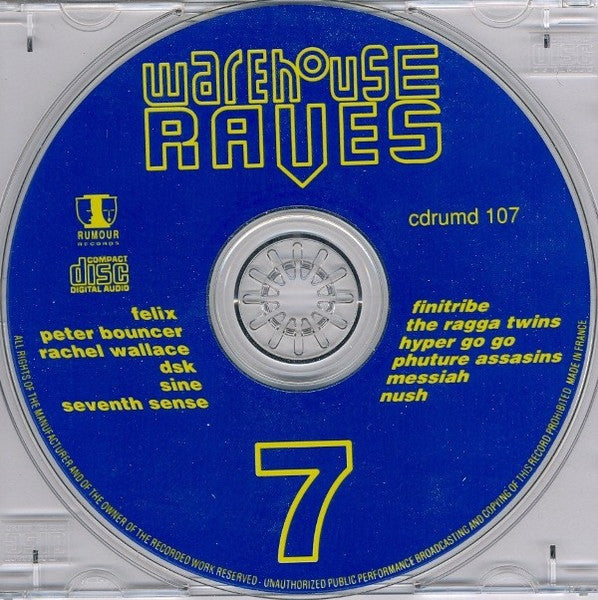 warehouse
RAVES
cdrumd 107
RUMOUR
RECORDS
COMPACT
disc
DIGITAL AUDIO
felix
peter bouncer
rachel wallace
dsk
sine
seventh sense
finitribe
the ragga twins
hyper go go
phuture assasins
messiah
nush
7
ALL RIGHTS OF THE MANUFACTURER AND OF THE OWNER OF THE RECORDED WORK RESERVED - UNAUTHORIZED PUBLIC PERFORMANCE BROADCASTING AND COPYING OF THIS RECORD PROHIBITED MADE IN FRANCE